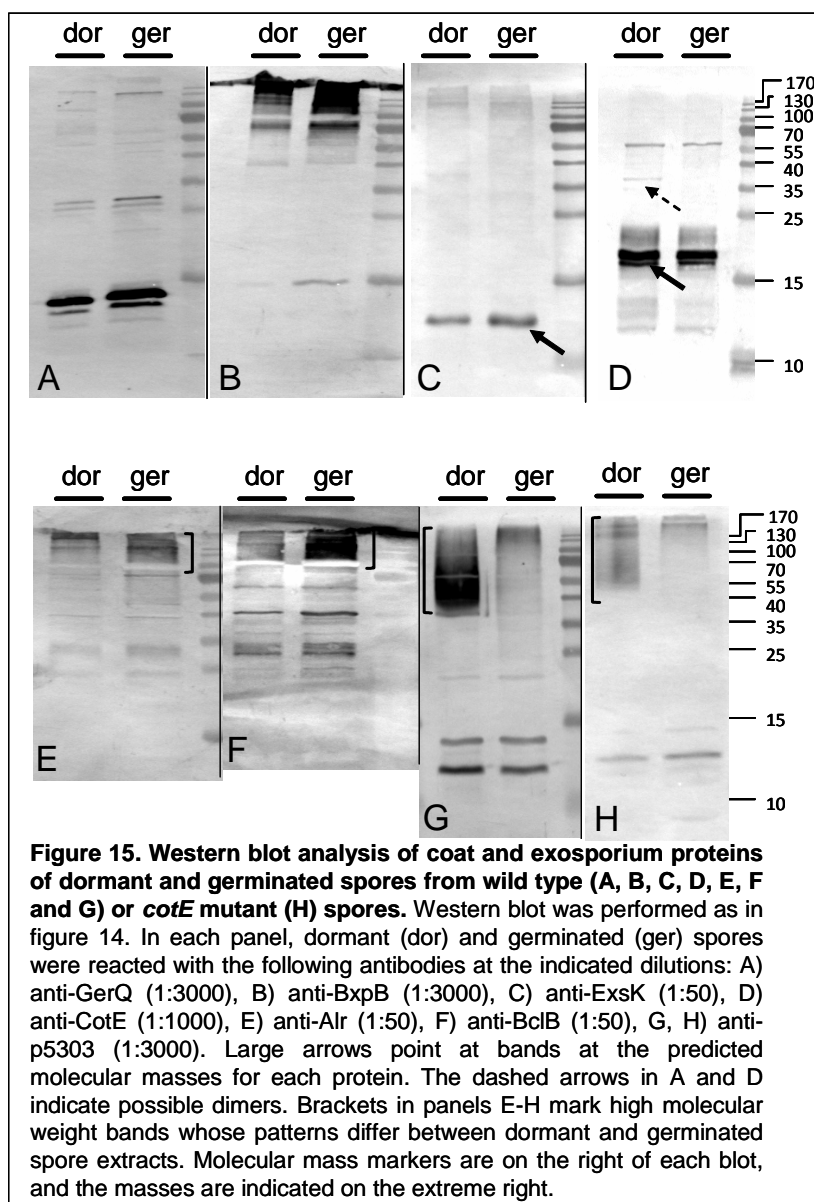 dor ger dor ger dor ger dor ger
170
130
100
70
55
40
35
25
15
10
A B C D
dor ger dor ger dor ger dor ger
170
130
100
70
55
40
35
25
15
10
E F G H
Figure 15. Western blot analysis of coat and exosporium proteins
of dormant and germinated spores from wild type (A, B, C, D, E, F
and G) or cotE mutant (H) spores. Western blot was performed as in
figure 14. In each panel, dormant (dor) and germinated (ger) spores
were reacted with the following antibodies at the indicated dilutions: A)
anti-GerQ (1:3000), B) anti-BxpB (1:3000), C) anti-ExsK (1:50), D)
anti-CotE (1:1000), E) anti-Alr (1:50), F) anti-BclB (1:50), G, H) anti-
p5303 (1:3000). Large arrows point at bands at the predicted
molecular masses for each protein. The dashed arrows in A and D
indicate possible dimers. Brackets in panels E-H mark high molecular
weight bands whose patterns differ between dormant and germinated
spore extracts. Molecular mass markers are on the right of each blot,
and the masses are indicated on the extreme right.